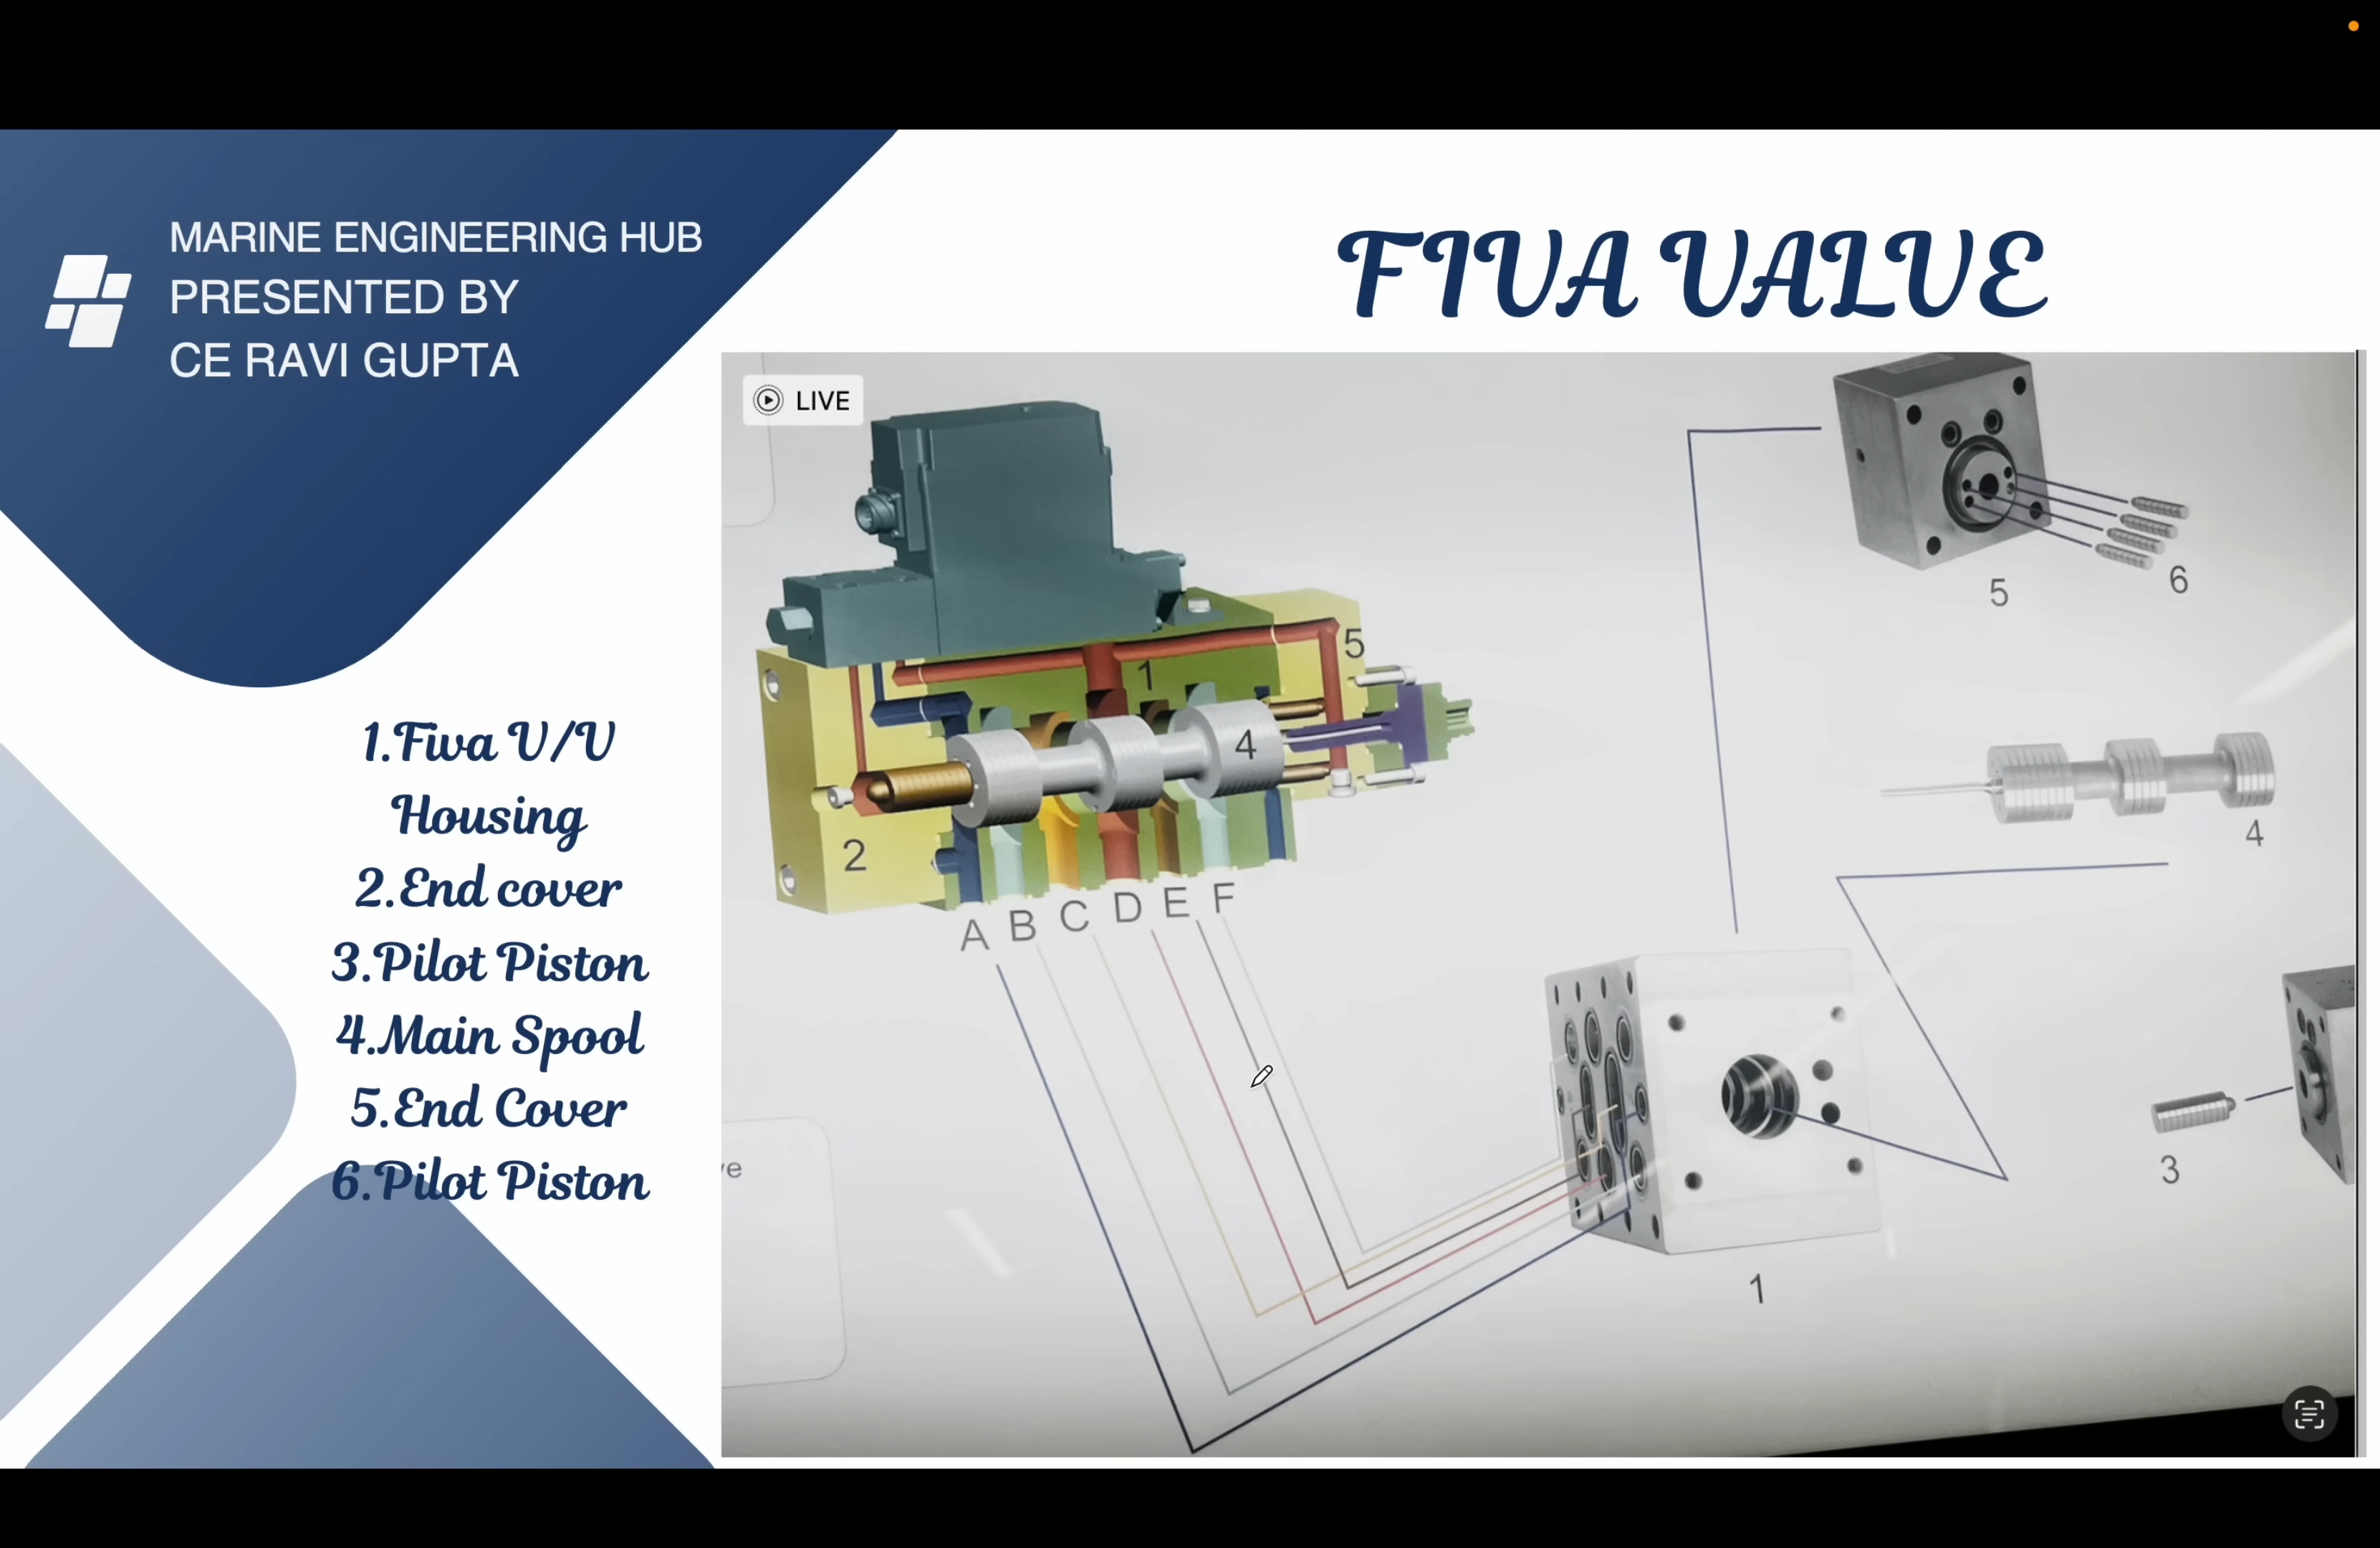 MARINE ENGINEERING HUB
PRESENTED BY
CE RAVI GUPTA
FIVA VALVE
1.Fiva V/V
Housing
2.End cover
3.Pilot Piston
4.Main Spool
5.End Cover
6.Pilot Piston
LIVE
5
6
1
5
4
2
4
A B C D E F
3
1